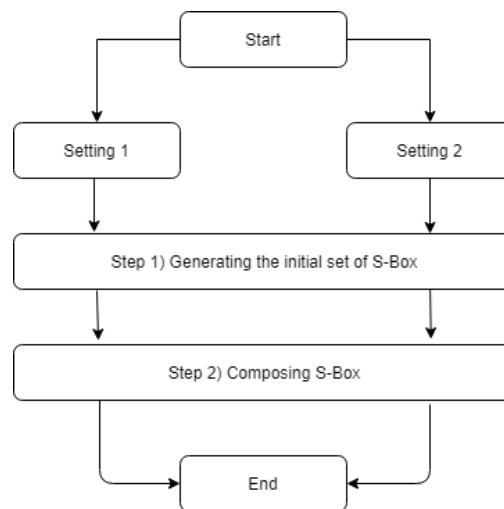 Start
Setting 1
Setting 2
Step 1) Generating the initial set of S-Box
Step 2) Composing S-Box
End